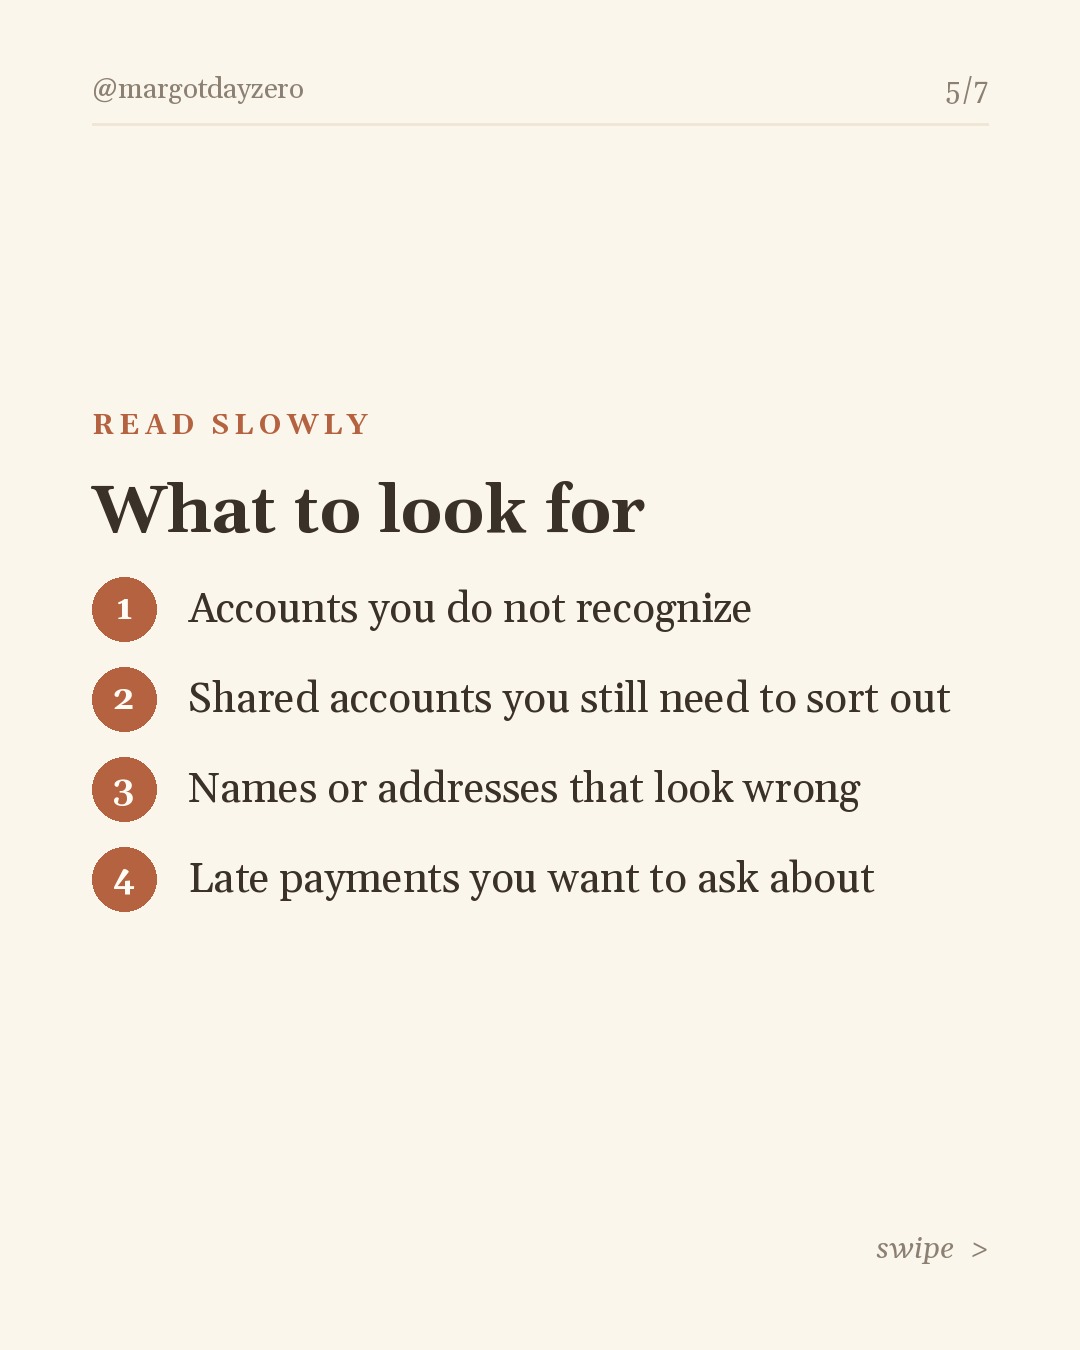 @margotdayzero
5/7
READ SLOWLY
What to look for
1 Accounts you do not recognize
2 Shared accounts you still need to sort out
3 Names or addresses that look wrong
4 Late payments you want to ask about
swipe >